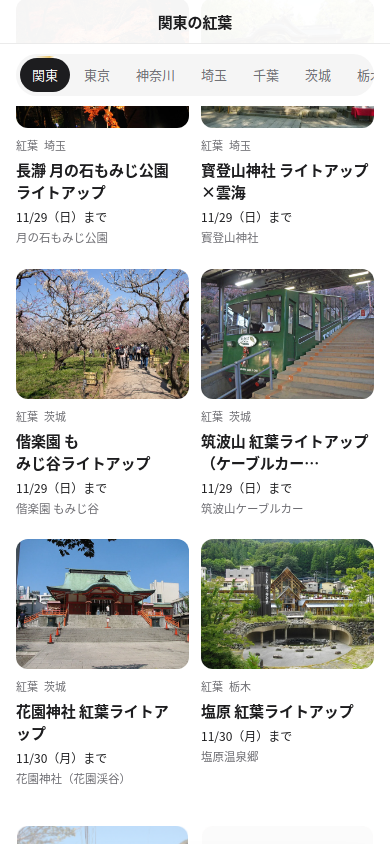 関東の紅葉
関東 東京 神奈川 埼玉 千葉 茨城
紅葉 埼玉
長瀞 月の石もみじ公園
ライトアップ
11/29（日）まで
月の石もみじ公園
紅葉 埼玉
寳登山神社 ライトアップ
×雲海
11/29（日）まで
寳登山神社
紅葉 茨城
偕楽園 も
みじ谷ライトアップ
11/29（日）まで
偕楽園 もみじ谷
紅葉 茨城
筑波山 紅葉ライトアップ
（ケーブルカー…
11/29（日）まで
筑波山ケーブルカー
紅葉 茨城
花園神社 紅葉ライトア
ップ
11/30（月）まで
花園神社（花園渓谷）
紅葉 栃木
塩原 紅葉ライトアップ
11/30（月）まで
塩原温泉郷